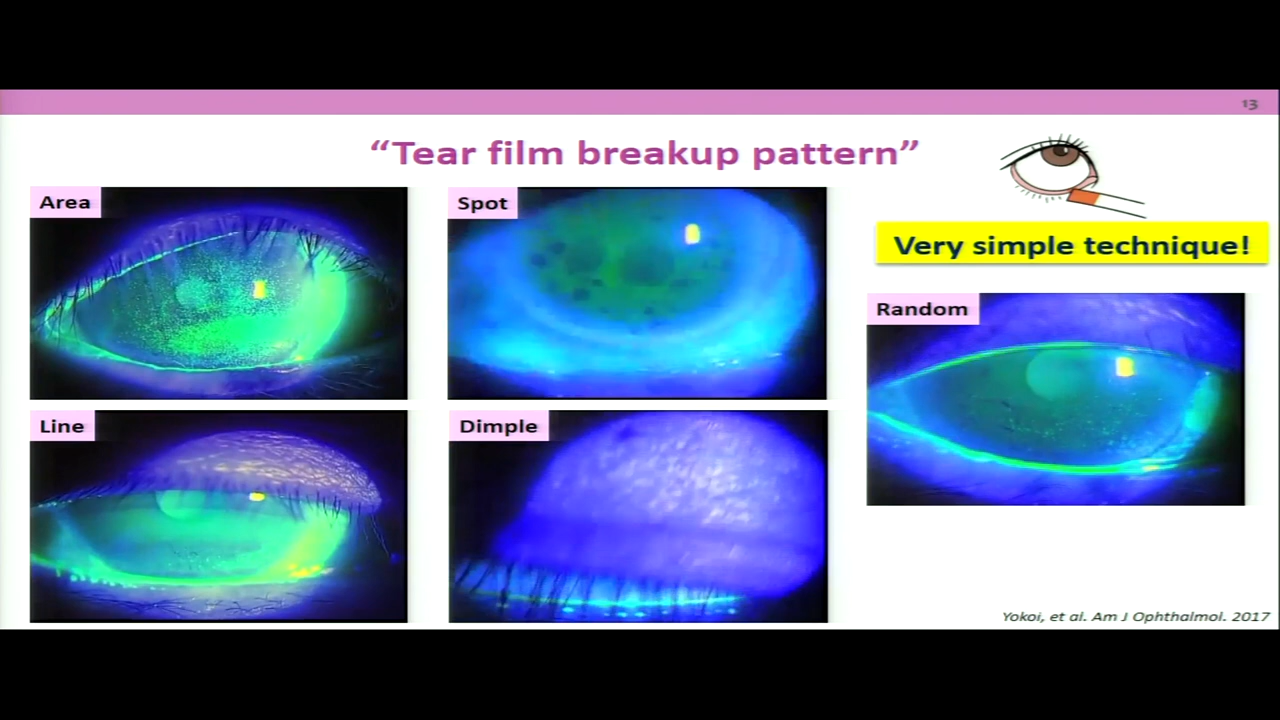 13
“Tear film breakup pattern”
Area
Spot
Very simple technique!
Random
Line
Dimple
Yokoi, et al. Am J Ophthalmol. 2017